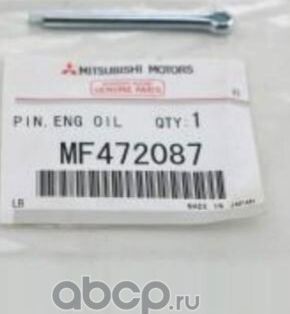 MITSUBISHI MOTORS
GENUINE PARTS
PIN, ENG OIL QTY:1
MF472087
LB MADE IN JAPAN
abcp.ru